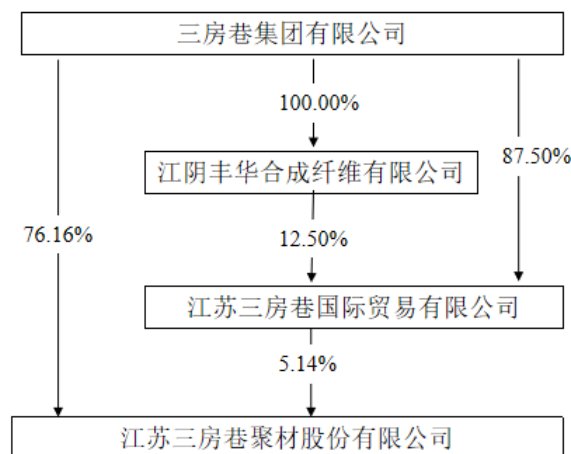 三房巷集团有限公司
100.00%
87.50%
江阴丰华合成纤维有限公司
76.16%
12.50%
江苏三房巷国际贸易有限公司
5.14%
江苏三房巷聚材股份有限公司